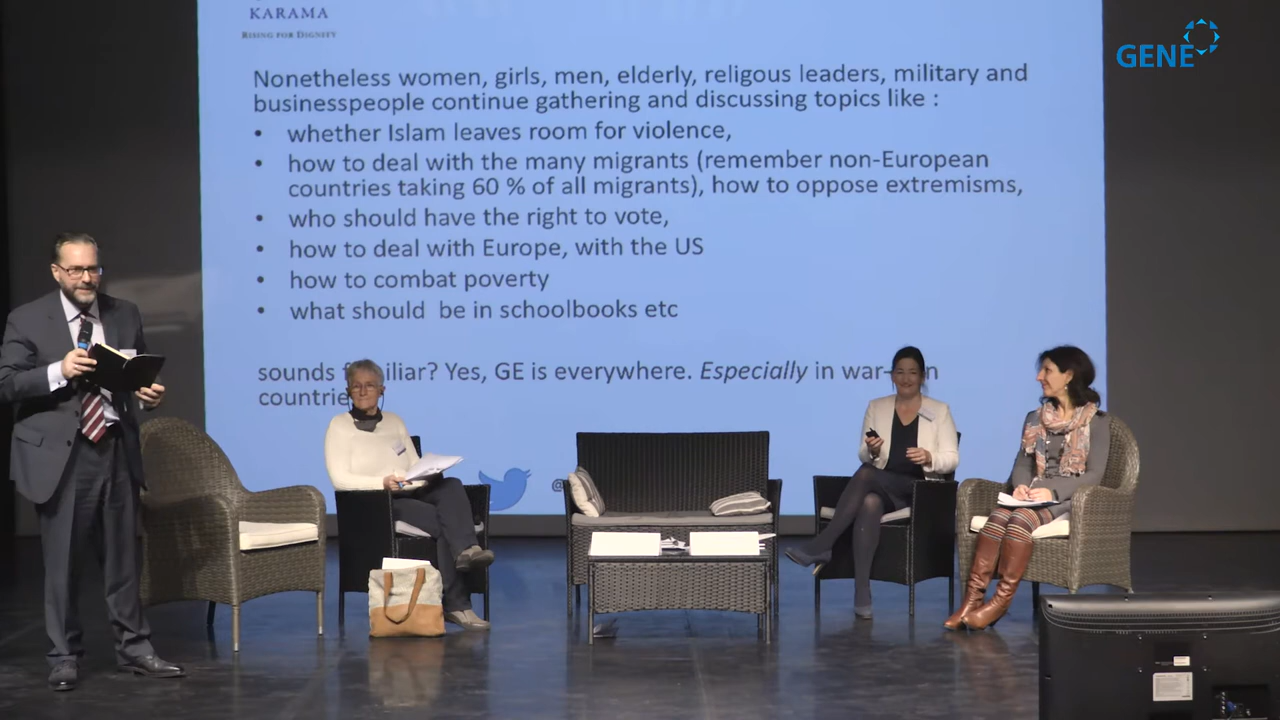 KARAMA
RISING FOR DIGNITY
GENE
Nonetheless women, girls, men, elderly, religous leaders, military and
businesspeople continue gathering and discussing topics like :
• whether Islam leaves room for violence,
• how to deal with the many migrants (remember non-European
countries taking 60 % of all migrants), how to oppose extremisms,
• who should have the right to vote,
• how to deal with Europe, with the US
• how to combat poverty
• what should be in schoolbooks etc
sounds iliar? Yes, GE is everywhere. Especially in war- n
countrie
@